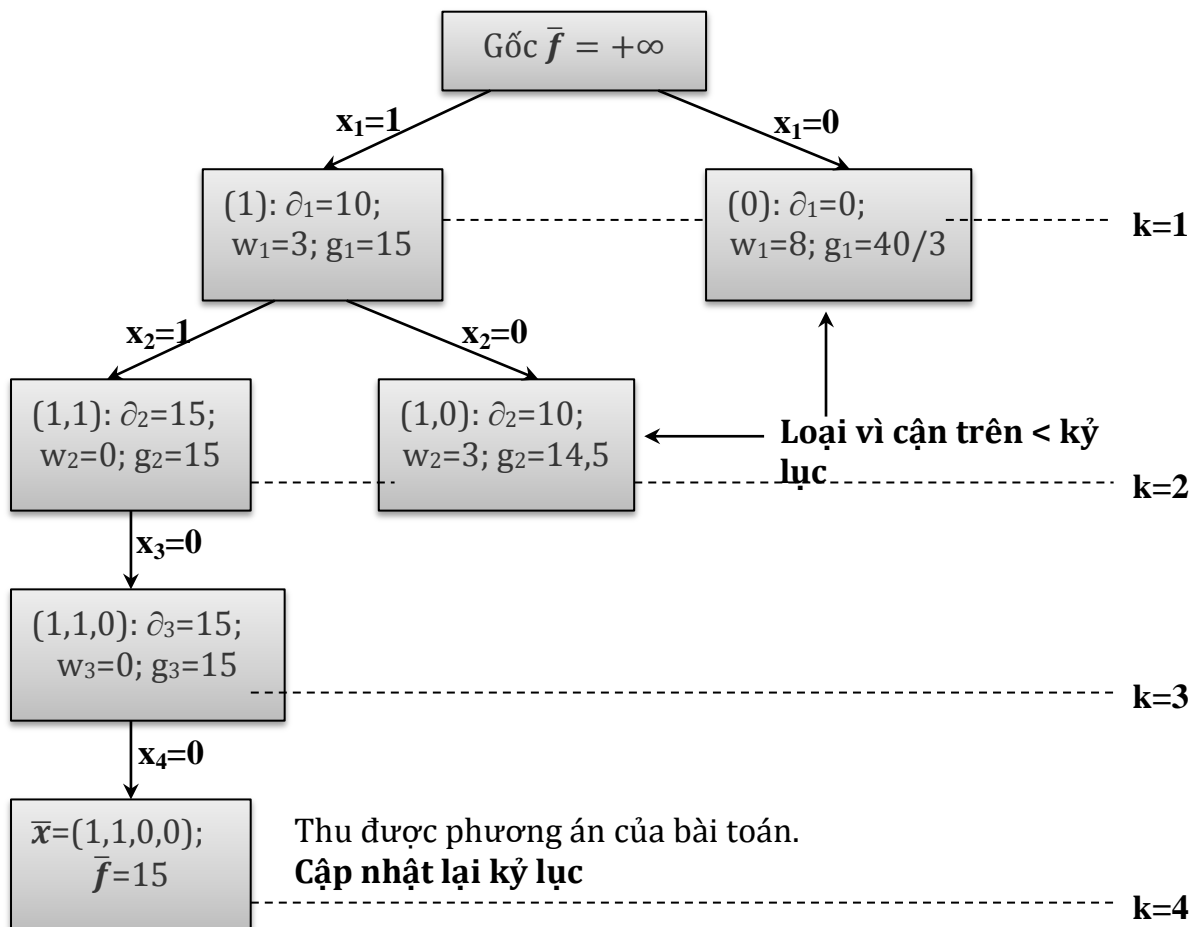 Gốc f̄ = +∞
x₁=1
x₁=0
(1): ∂₁=10;
w₁=3; g₁=15
(0): ∂₁=0;
w₁=8; g₁=40/3
k=1
x₂=1
x₂=0
(1,1): ∂₂=15;
w₂=0; g₂=15
(1,0): ∂₂=10;
w₂=3; g₂=14,5
Loại vì cận trên < kỷ
lục
k=2
x₃=0
(1,1,0): ∂₃=15;
w₃=0; g₃=15
k=3
x₄=0
x̄=(1,1,0,0);
f̄=15
Thu được phương án của bài toán.
Cập nhật lại kỷ lục
k=4